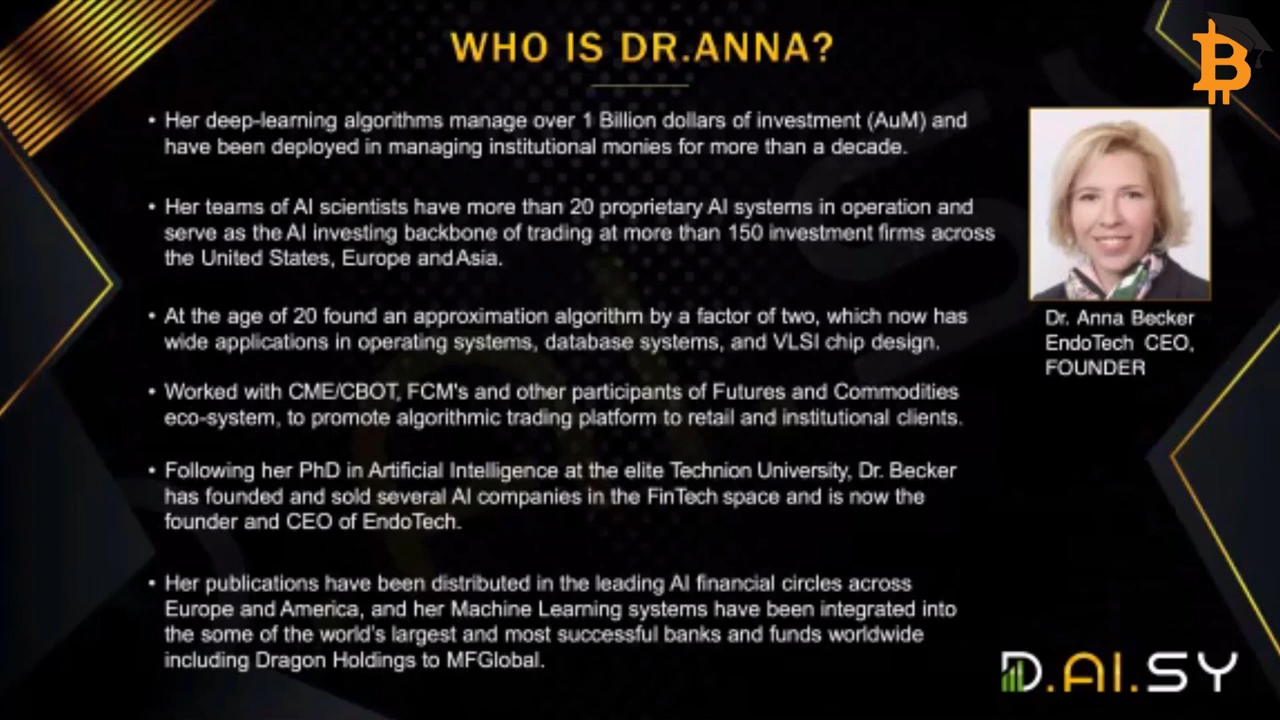 WHO IS DR.ANNA?
• Her deep-learning algorithms manage over 1 Billion dollars of investment (AuM) and
have been deployed in managing institutional monies for more than a decade.
• Her teams of AI scientists have more than 20 proprietary AI systems in operation and
serve as the AI investing backbone of trading at more than 150 investment firms across
the United States, Europe and Asia.
• At the age of 20 found an approximation algorithm by a factor of two, which now has
wide applications in operating systems, database systems, and VLSI chip design.
• Worked with CME/CBOT, FCM's and other participants of Futures and Commodities
eco-system, to promote algorithmic trading platform to retail and institutional clients.
• Following her PhD in Artificial Intelligence at the elite Technion University, Dr. Becker
has founded and sold several AI companies in the FinTech space and is now the
founder and CEO of EndoTech.
• Her publications have been distributed in the leading AI financial circles across
Europe and America, and her Machine Learning systems have been integrated into
the some of the world's largest and most successful banks and funds worldwide
including Dragon Holdings to MFGlobal.
Dr. Anna Becker
EndoTech CEO,
FOUNDER
D.AI.SY